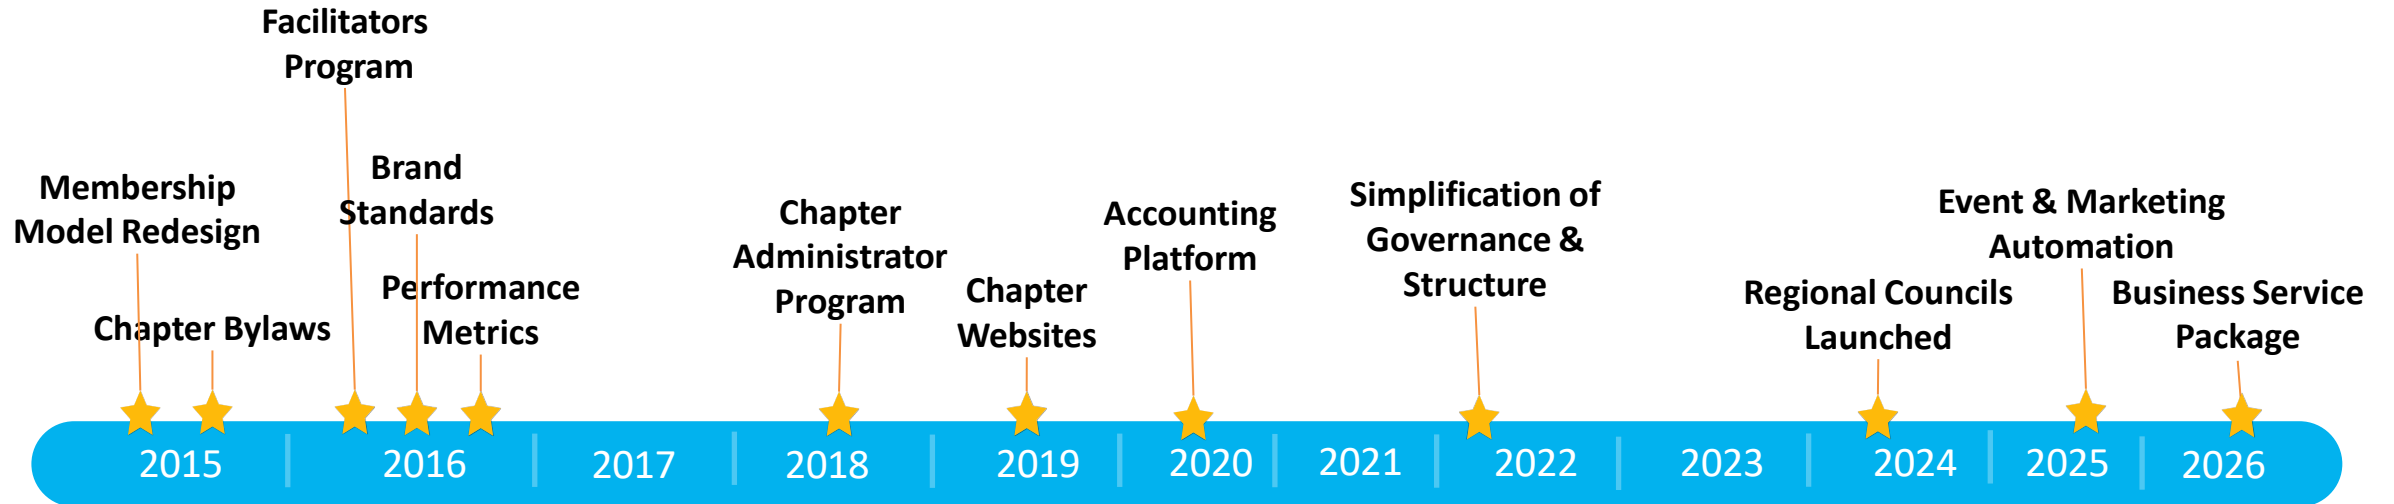 Facilitators
Program
Membership
Model Redesign
Chapter Bylaws
Brand
Standards
Performance
Metrics
Chapter
Administrator
Program
Chapter
Websites
Accounting
Platform
Simplification of
Governance &
Structure
Regional Councils
Launched
Event & Marketing
Automation
Business Service
Package
2015
2016
2017
2018
2019
2020
2021
2022
2023
2024
2025
2026